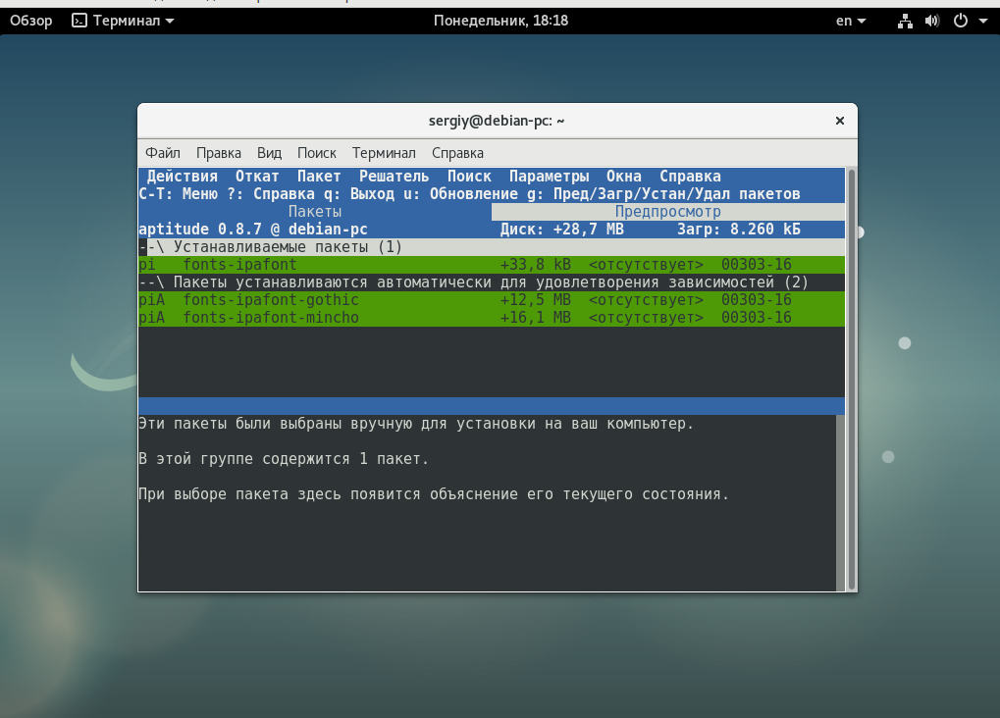 Обзор Терминал Понедельник, 18:18 en
sergiy@debian-pc: ~ ×
Файл Правка Вид Поиск Терминал Справка
Действия Откат Пакет Решатель Поиск Параметры Окна Справка
C-T: Меню ?: Справка q: Выход u: Обновление g: Пред/Загр/Устан/Удал пакетов
Пакеты Предпросмотр
aptitude 0.8.7 @ debian-pc Диск: +28,7 MB Загр: 8.260 kБ
--\ Устанавливаемые пакеты (1)
pi fonts-ipafont +33,8 kB <отсутствует> 00303-16
--\ Пакеты устанавливаются автоматически для удовлетворения зависимостей (2)
piA fonts-ipafont-gothic +12,5 MB <отсутствует> 00303-16
piA fonts-ipafont-mincho +16,1 MB <отсутствует> 00303-16
Эти пакеты были выбраны вручную для установки на ваш компьютер.
В этой группе содержится 1 пакет.
При выборе пакета здесь появится объяснение его текущего состояния.